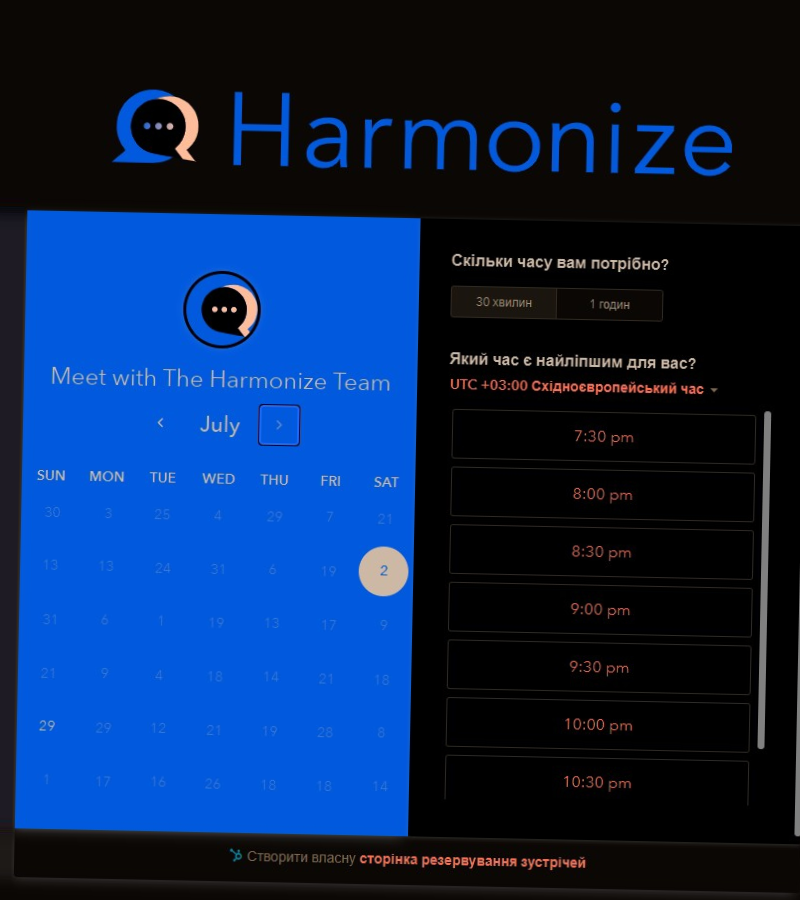 Harmonize
Meet with The Harmonize Team
July
SUN MON TUE WED THU FRI SAT
30 3 25 4 29 7 21
13 13 24 31 6 19 2
31 6 1 19 13 17 9
21 9 4 18 14 21 18
29 29 12 21 19 28 8
1 17 16 26 18 18 14
Скільки часу вам потрібно?
30 хвилин 1 годин
Який час є найліпшим для вас?
UTC +03:00 Східноєвропейський час
7:30 pm
8:00 pm
8:30 pm
9:00 pm
9:30 pm
10:00 pm
10:30 pm
Створити власну сторінка резервування зустрічей